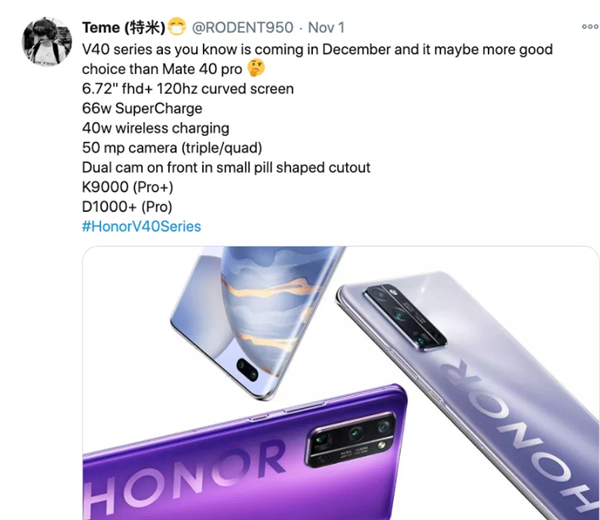 Teme (特米)😷 @RODENT950 · Nov 1
V40 series as you know is coming in December and it maybe more good
choice than Mate 40 pro 🤔
6.72" fhd+ 120hz curved screen
66w SuperCharge
40w wireless charging
50 mp camera (triple/quad)
Dual cam on front in small pill shaped cutout
K9000 (Pro+)
D1000+ (Pro)
#HonorV40Series
HONOR
HONOR